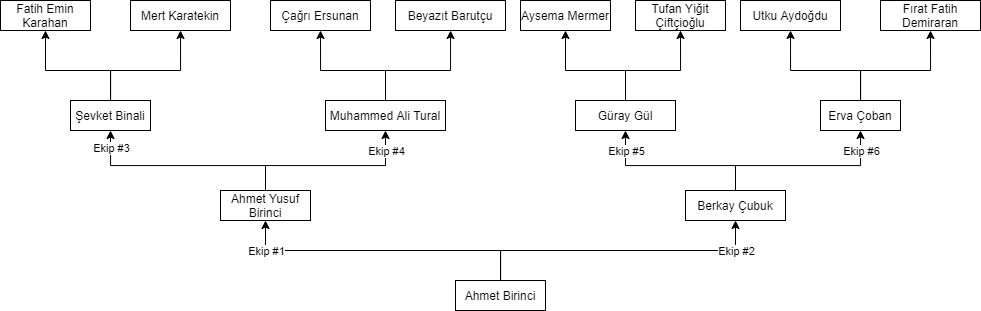 Fatih Emin
Karahan
Mert Karatekin
Çağrı Ersunan
Beyazıt Barutçu
Aysema Mermer
Tufan Yiğit
Çiftçioğlu
Utku Aydoğdu
Fırat Fatih
Demiraran
Şevket Binali
Muhammed Ali Tural
Güray Gül
Erva Çoban
Ekip #3
Ekip #4
Ekip #5
Ekip #6
Ahmet Yusuf
Birinci
Berkay Çubuk
Ekip #1
Ekip #2
Ahmet Birinci